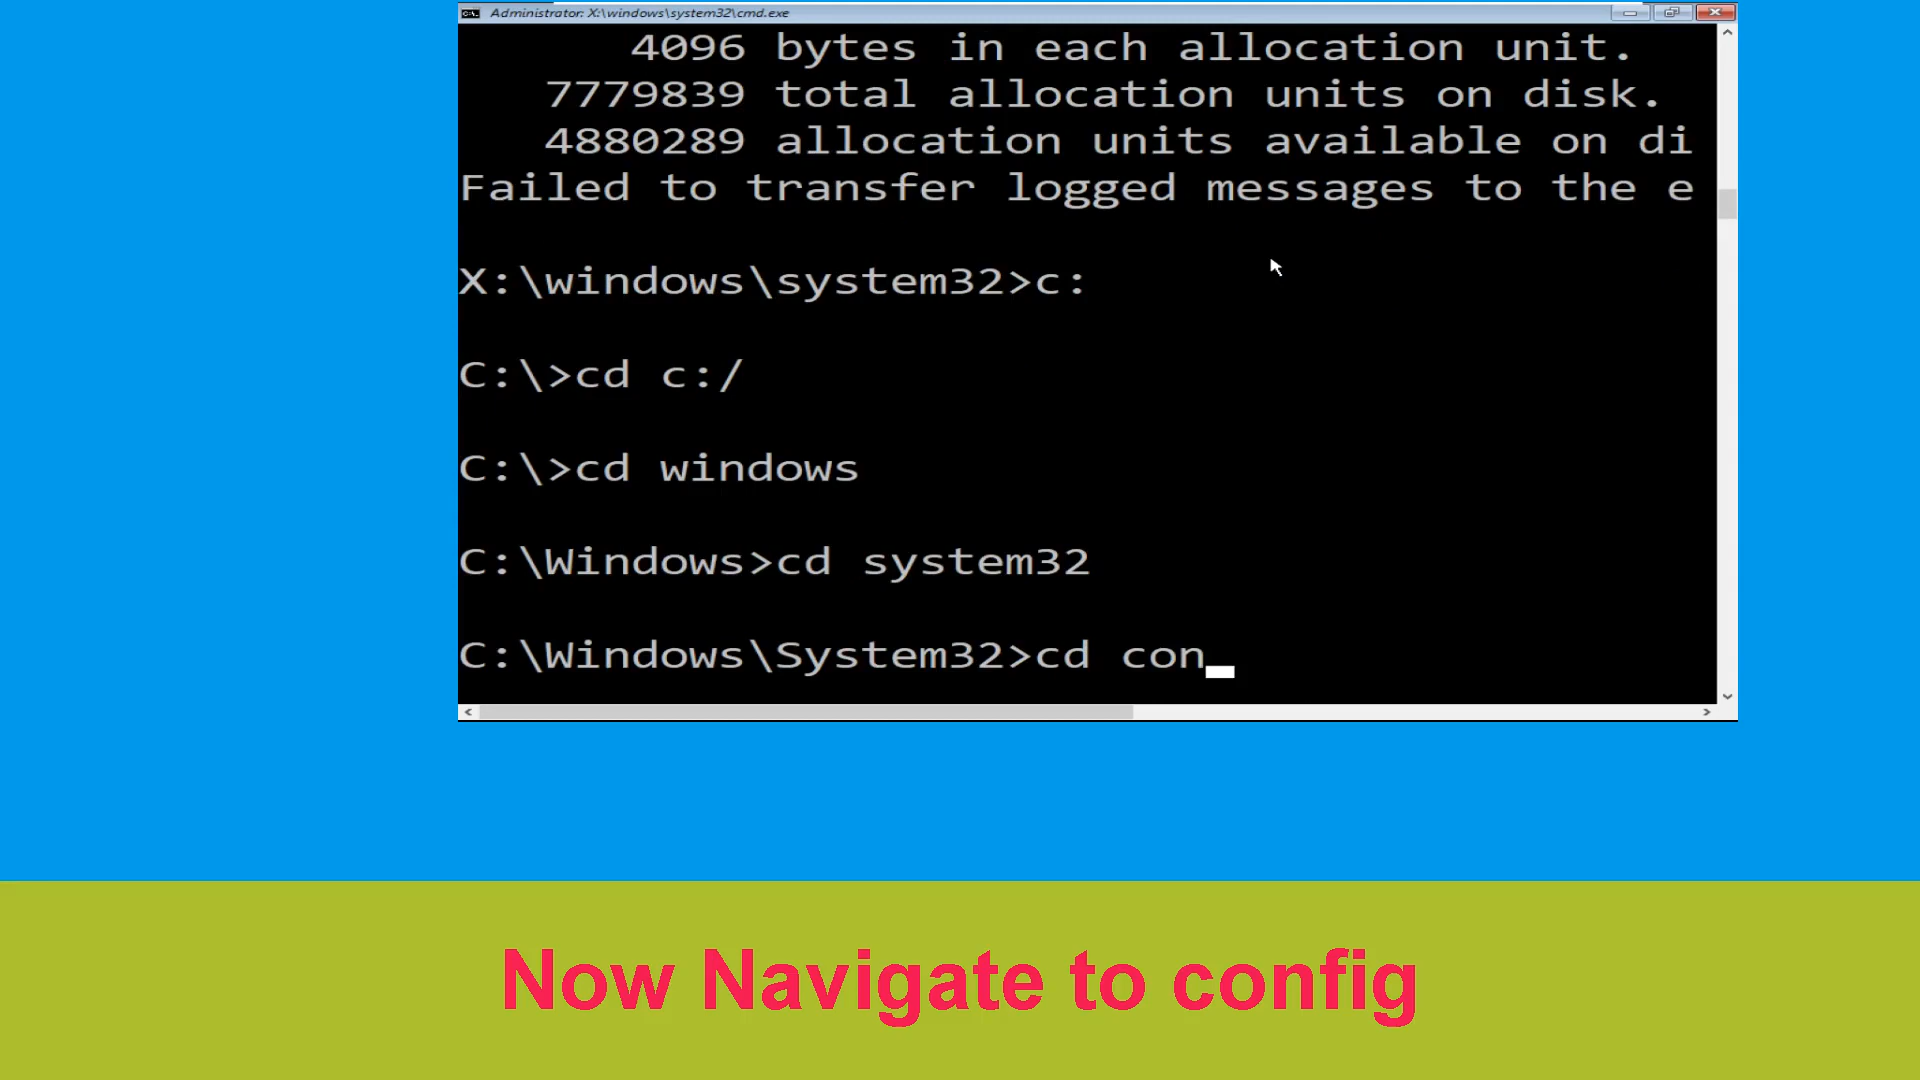 Administrator: X:\windows\system32\cmd.exe
4096 bytes in each allocation unit.
7779839 total allocation units on disk.
4880289 allocation units available on di
Failed to transfer logged messages to the e
X:\windows\system32>c:
C:\>cd c:/
C:\>cd windows
C:\Windows>cd system32
C:\Windows\System32>cd con
Now Navigate to config